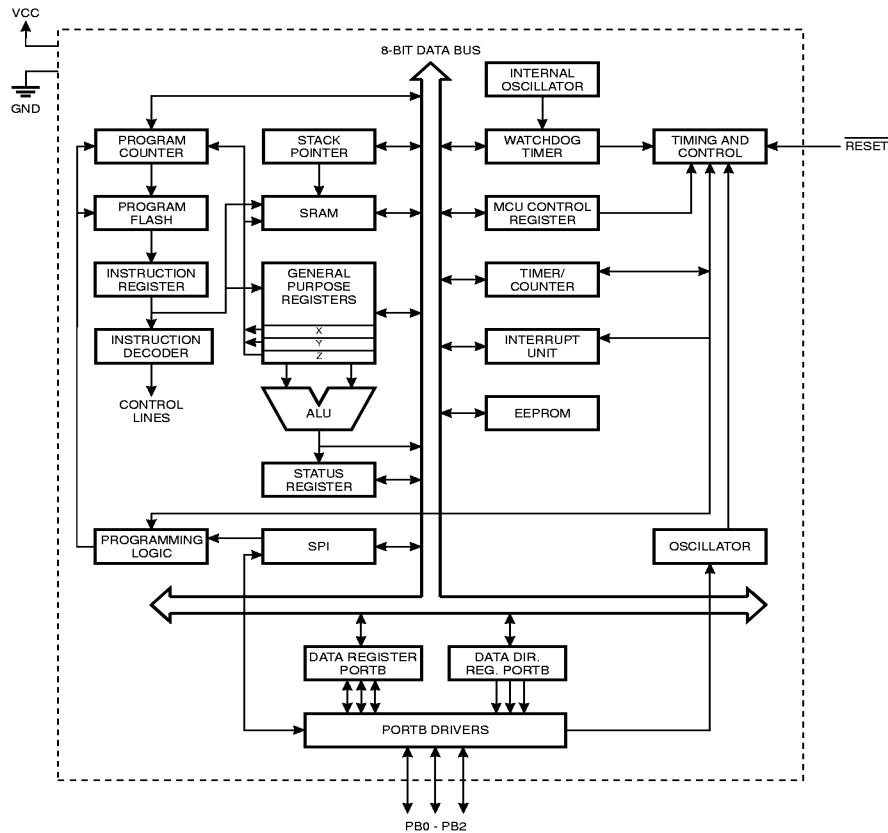 VCC
GND
8-BIT DATA BUS
INTERNAL
OSCILLATOR
PROGRAM
COUNTER
STACK
POINTER
WATCHDOG
TIMER
TIMING AND
CONTROL
RESET
PROGRAM
FLASH
SRAM
MCU CONTROL
REGISTER
INSTRUCTION
REGISTER
GENERAL
PURPOSE
REGISTERS
X
Y
Z
TIMER/
COUNTER
INSTRUCTION
DECODER
INTERRUPT
UNIT
CONTROL
LINES
ALU
EEPROM
STATUS
REGISTER
PROGRAMMING
LOGIC
SPI
OSCILLATOR
DATA REGISTER
PORTB
DATA DIR.
REG. PORTB
PORTB DRIVERS
PB0 - PB2